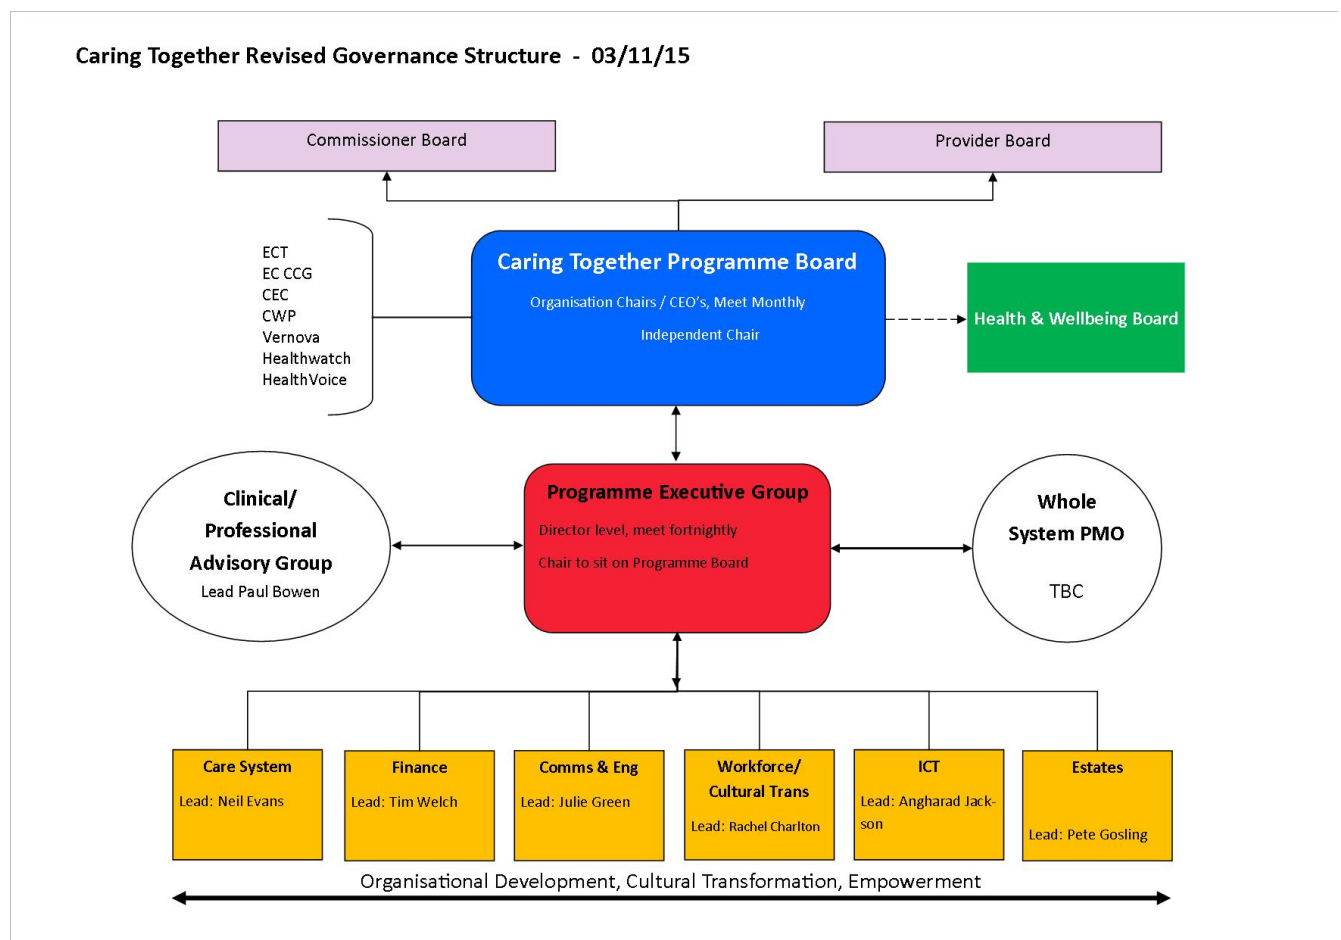 Caring Together Revised Governance Structure - 03/11/15
Commissioner Board
Provider Board
ECT
EC CCG
CEC
CWP
Vernova
Healthwatch
HealthVoice
Caring Together Programme Board
Organisation Chairs / CEO's, Meet Monthly
Independent Chair
Health & Wellbeing Board
Clinical/
Professional
Advisory Group
Lead Paul Bowen
Programme Executive Group
Director level, meet fortnightly
Chair to sit on Programme Board
Whole
System PMO
TBC
Care System
Lead: Neil Evans
Finance
Lead: Tim Welch
Comms & Eng
Lead: Julie Green
Workforce/
Cultural Trans
Lead: Rachel Charlton
ICT
Lead: Angharad Jack-
son
Estates
Lead: Pete Gosling
Organisational Development, Cultural Transformation, Empowerment